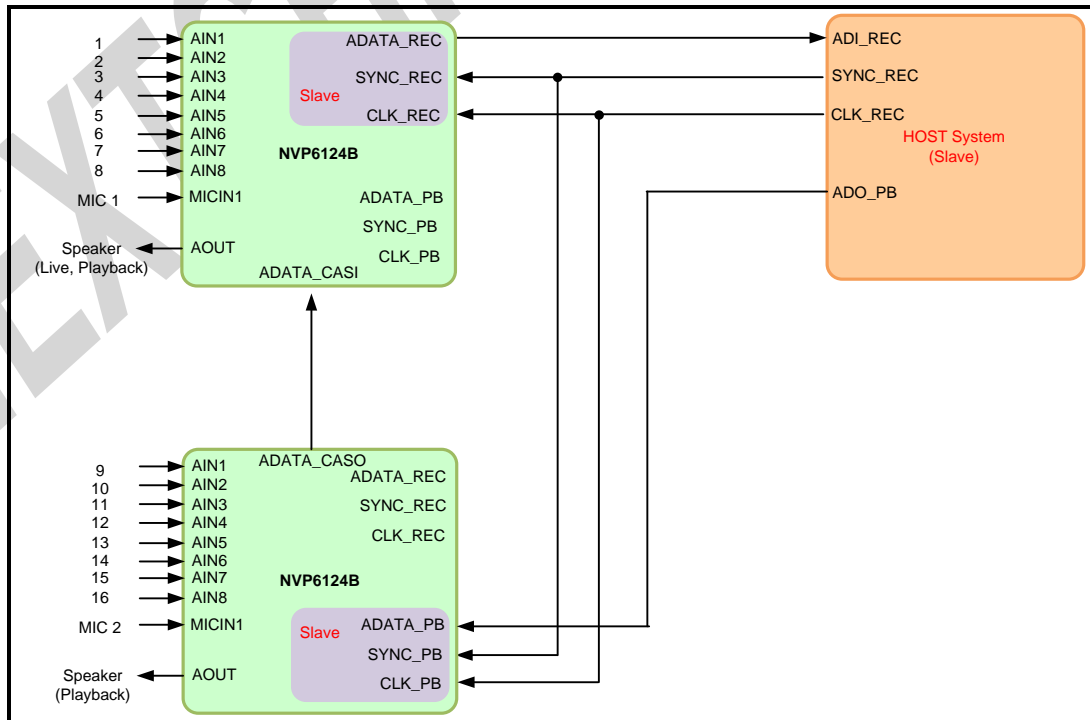 1
2
3
4
5
6
7
8
MIC 1
Speaker
(Live, Playback)
AIN1
AIN2
AIN3
AIN4
AIN5
AIN6
AIN7
AIN8
MICIN1
AOUT
ADATA_REC
SYNC_REC
Slave
CLK_REC
NVP6124B
ADATA_PB
SYNC_PB
CLK_PB
ADATA_CASI
ADI_REC
SYNC_REC
CLK_REC
HOST System
(Slave)
ADO_PB
9
10
11
12
13
14
15
16
MIC 2
Speaker
(Playback)
AIN1
AIN2
AIN3
AIN4
AIN5
AIN6
AIN7
AIN8
MICIN1
AOUT
ADATA_CASO
ADATA_REC
SYNC_REC
CLK_REC
NVP6124B
Slave
ADATA_PB
SYNC_PB
CLK_PB